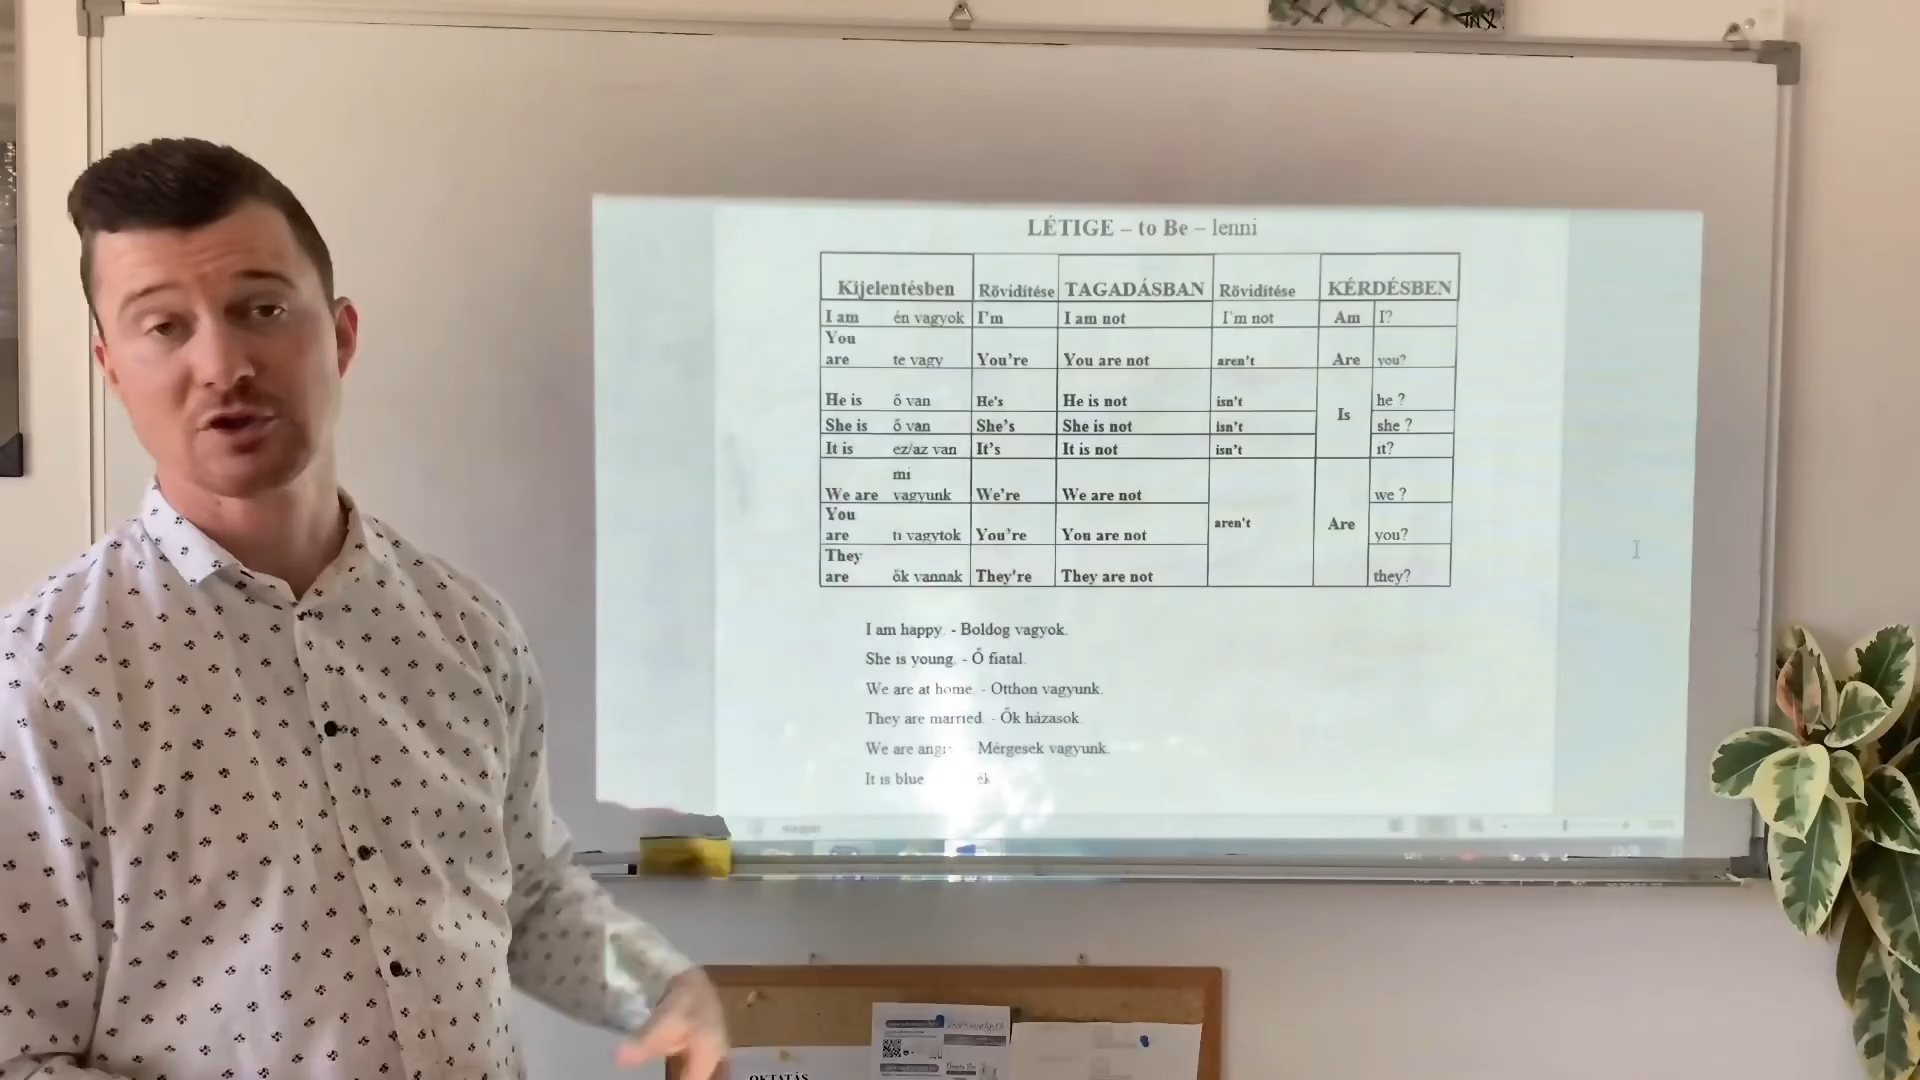 LÉTIGE – to Be – lenni
Kijelentésben Rövidítése TAGADÁSBAN Rövidítése KÉRDÉSBEN
I am én vagyok I'm I am not I'm not Am I?
You
are te vagy You're You are not aren't Are you?
He is ő van He's He is not isn't he ?
Is
She is ő van She's She is not isn't she ?
It is ez/az van It's It is not isn't it?
mi
We are vagyunk We're We are not we ?
You
aren't Are
are ti vagytok You're You are not you?
They
are ők vannak They're They are not they?
I am happy. - Boldog vagyok.
She is young. - Ő fiatal.
We are at home. - Otthon vagyunk.
They are married. - Ők házasok.
We are - Mérgesek vagyunk.
It is blue
OKTATÁS